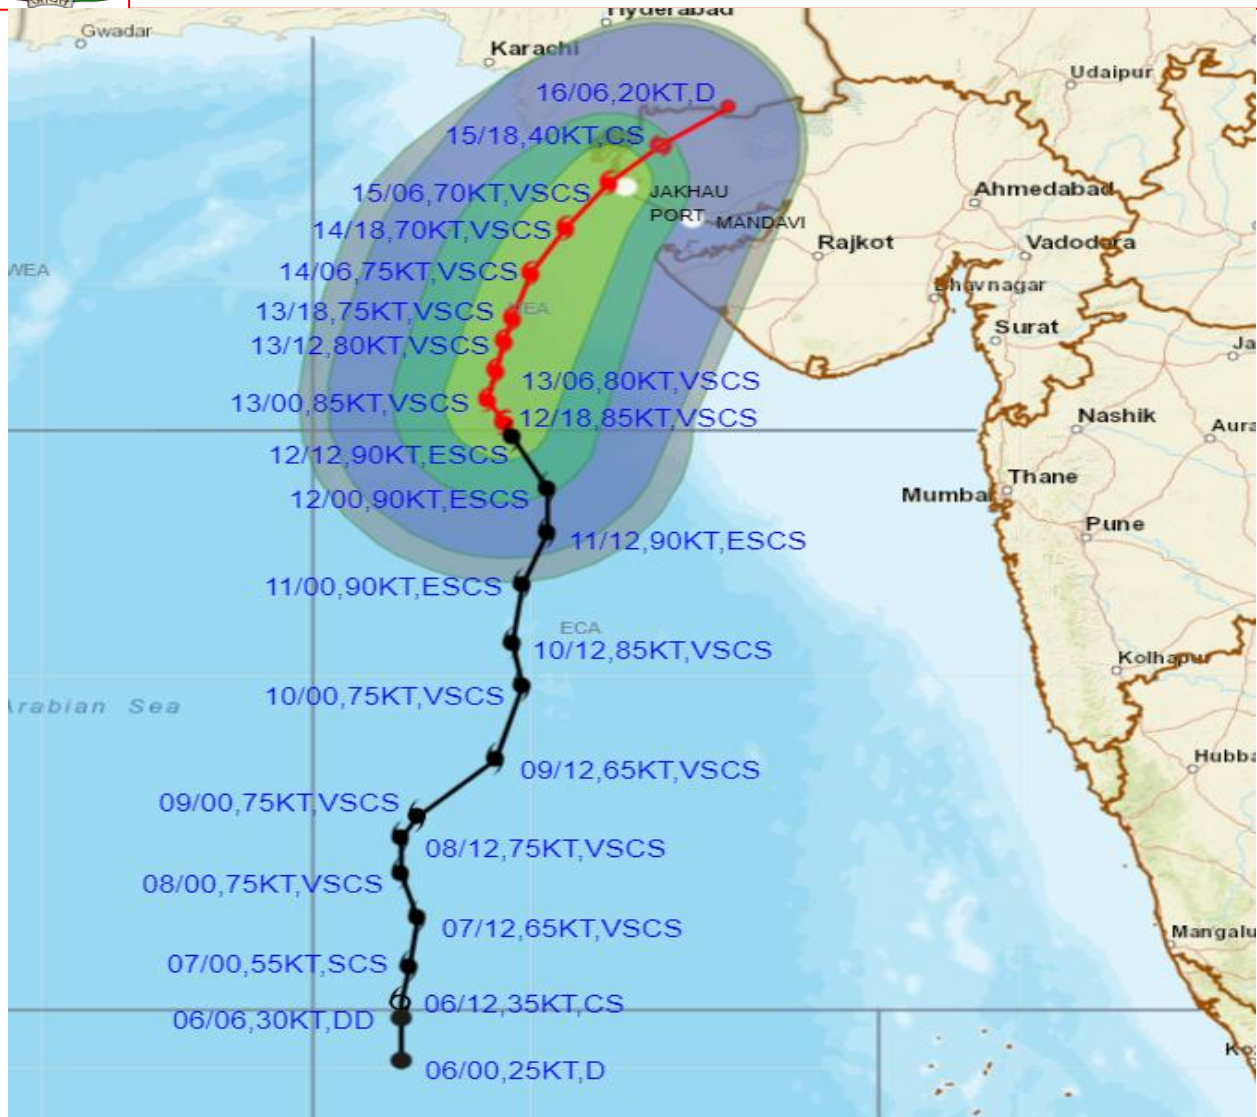 Hyderabad
Gwadar
Karachi
Udaipur
16/06,20KT,D
15/18,40KT,CS
15/06,70KT,VSCS
JAKHAU
PORT
MANDAVI
Ahmedabad
14/18,70KT,VSCS
Rajkot
Vadodara
WEA
14/06,75KT,VSCS
Bhavnagar
13/18,75KT,VSCS
NEA
Surat
13/12,80KT,VSCS
Ja
13/06,80KT,VSCS
13/00,85KT,VSCS
12/18,85KT,VSCS
Nashik
Aura
12/12,90KT,ESCS
12/00,90KT,ESCS
Thane
Mumbai
Pune
11/12,90KT,ESCS
11/00,90KT,ESCS
ECA
10/12,85KT,VSCS
Kolhapur
10/00,75KT,VSCS
Arabian Sea
Hubba
09/12,65KT,VSCS
09/00,75KT,VSCS
08/12,75KT,VSCS
08/00,75KT,VSCS
07/12,65KT,VSCS
Mangalu
07/00,55KT,SCS
06/12,35KT,CS
06/06,30KT,DD
Ko
06/00,25KT,D